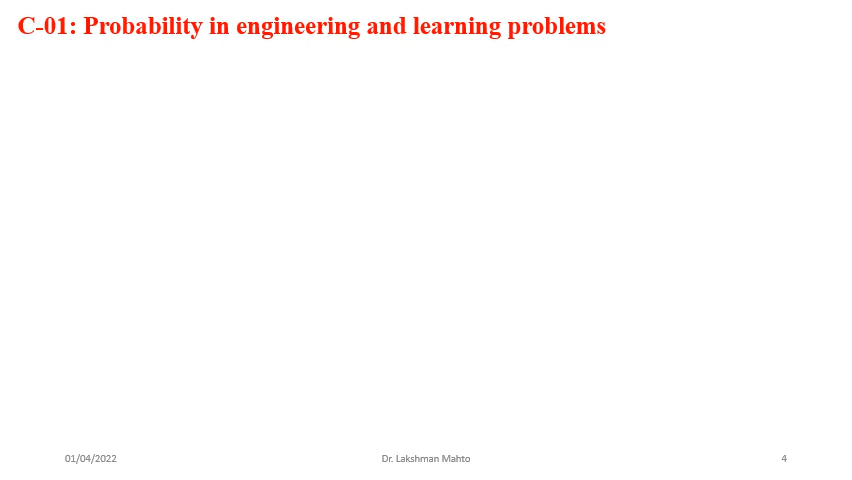 C-01: Probability in engineering and learning problems
01/04/2022
Dr. Lakshman Mahto
4